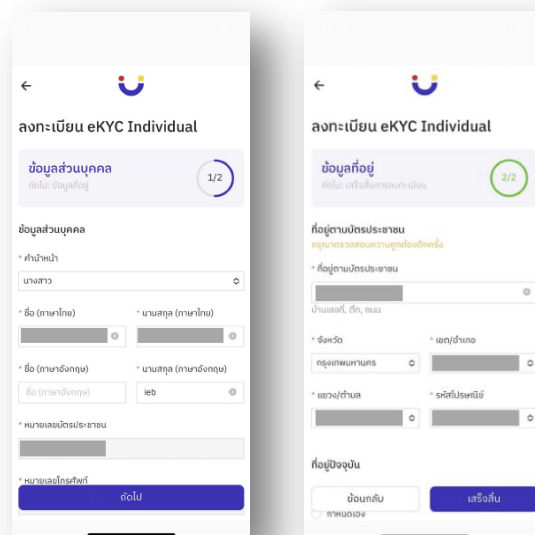 ลงทะเบียน eKYC Individual
ข้อมูลส่วนบุคคล
ถัดไป: ข้อมูลที่อยู่
1/2
ข้อมูลส่วนบุคคล
* คำนำหน้า
นางสาว
* ชื่อ (ภาษาไทย)
* นามสกุล (ภาษาไทย)
* ชื่อ (ภาษาอังกฤษ)
* นามสกุล (ภาษาอังกฤษ)
ชื่อ (ภาษาอังกฤษ)
ieb
* หมายเลขบัตรประชาชน
* หมายเลขโทรศัพท์
ถัดไป
ลงทะเบียน eKYC Individual
ข้อมูลที่อยู่
ถัดไป: เสร็จสิ้นการลงทะเบียน
2/2
ที่อยู่ตามบัตรประชาชน
กรุณาตรวจสอบความถูกต้องอีกครั้ง
* ที่อยู่ตามบัตรประชาชน
บ้านเลขที่, ตึก, ถนน
* จังหวัด
* เขต/อำเภอ
กรุงเทพมหานคร
* แขวง/ตำบล
* รหัสไปรษณีย์
ที่อยู่ปัจจุบัน
ย้อนกลับ
เสร็จสิ้น
กำหนดเอง